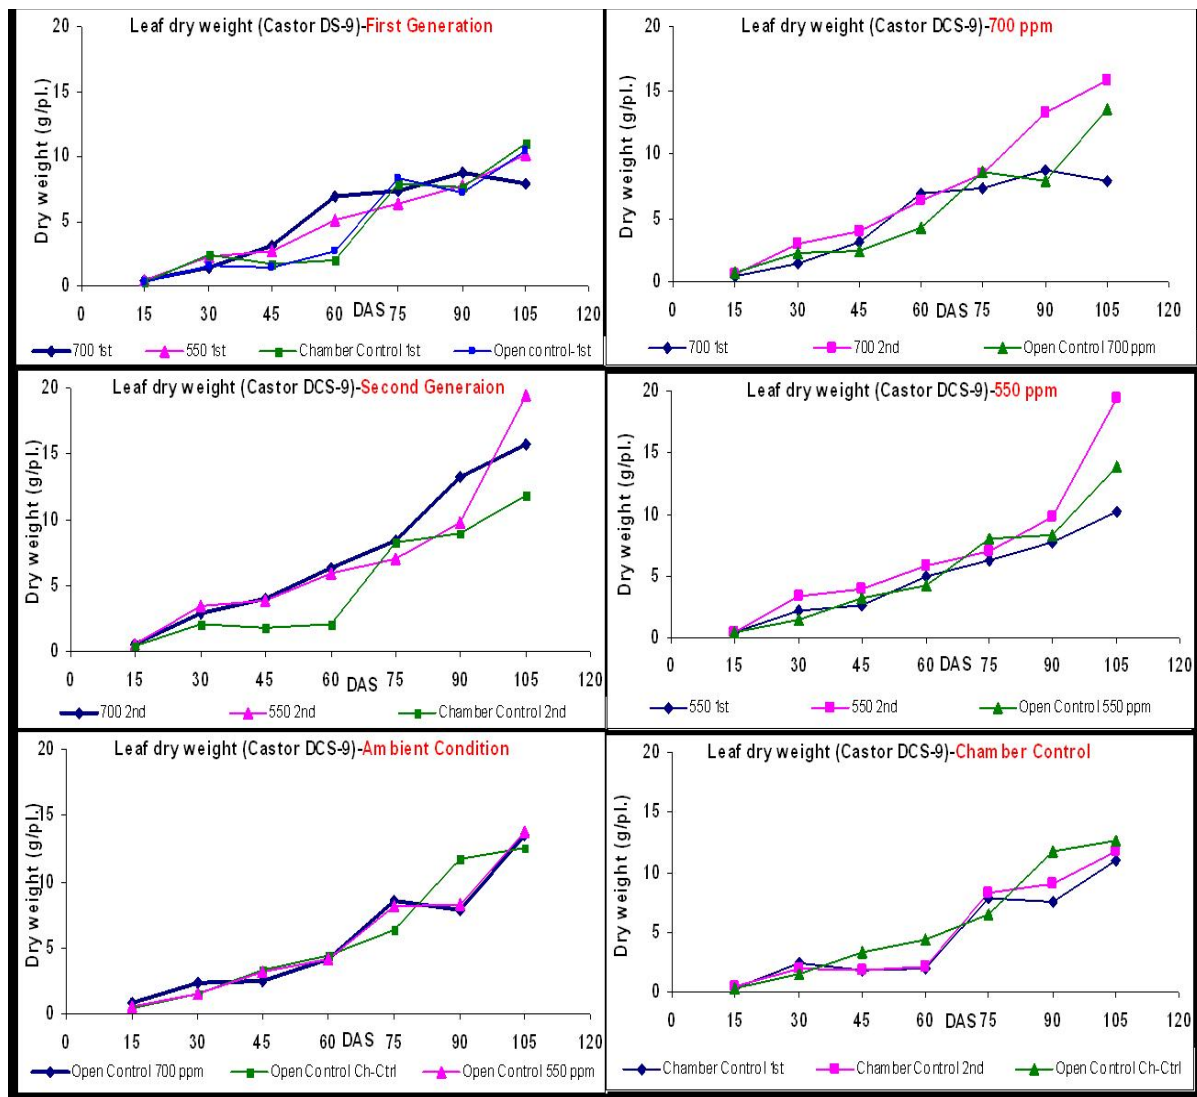 Leaf dry weight (Castor DS-9)-First Generation
Dry weight (g/pl.)
20
15
10
5
0
0 15 30 45 60 DAS 75 90 105 120
700 1st 550 1st Chamber Control 1st Open control-1st
Leaf dry weight (Castor DCS-9)-700 ppm
Dry weight (g/pl.)
20
15
10
5
0
0 15 30 45 60 DAS 75 90 105 120
700 1st 700 2nd Open Control 700 ppm
Leaf dry weight (Castor DCS-9)-Second Generaion
Dry weight (g/pl.)
20
15
10
5
0
0 15 30 45 60 DAS 75 90 105 120
700 2nd 550 2nd Chamber Control 2nd
Leaf dry weight (Castor DCS-9)-550 ppm
Dry weight (g/pl.)
20
15
10
5
0
0 15 30 45 60 DAS 75 90 105 120
550 1st 550 2nd Open Control 550 ppm
Leaf dry weight (Castor DCS-9)-Ambient Condition
Dry weight (g/pl.)
20
15
10
5
0
0 15 30 45 60 DAS 75 90 105 120
Open Control 700 ppm Open Control Ch-Ctrl Open Control 550 ppm
Leaf dry weight (Castor DCS-9)-Chamber Control
Dry weight (g/pl.)
20
15
10
5
0
0 15 30 45 60 DAS 75 90 105 120
Chamber Control 1st Chamber Control 2nd Open Control Ch-Ctrl